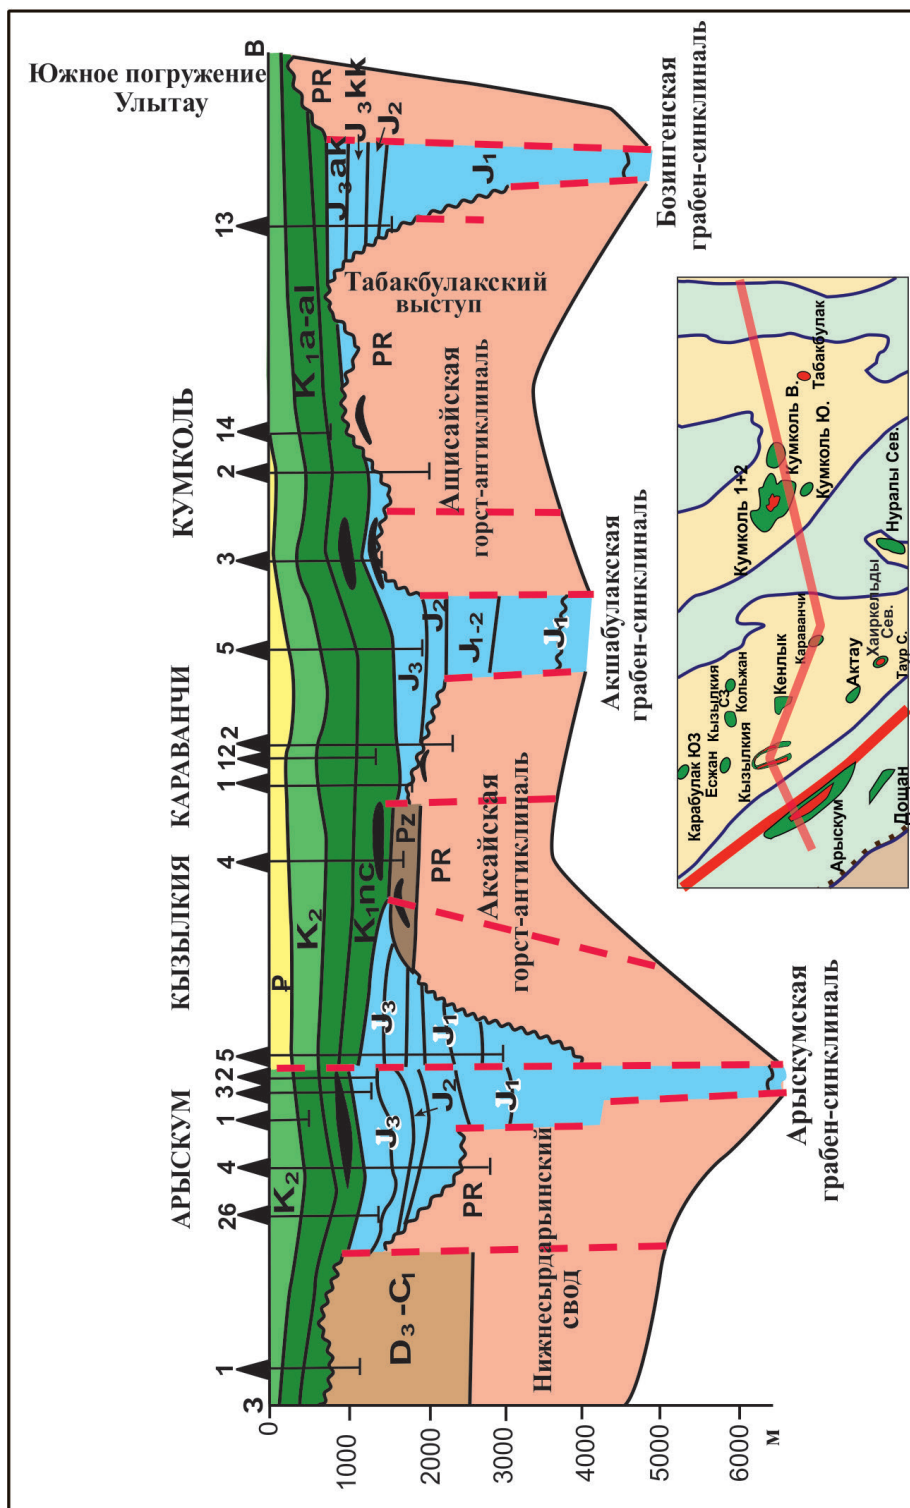 АРЫСКУМ
КЫЗЫЛКИЯ
КАРАВАНЧИ
КУМКОЛЬ
Южное погружение
Улытау
З
В
1
26
4
1
3
25
5
4
1
12
2
5
3
2
14
13
0
1000
2000
3000
4000
5000
6000
м
K2
P
K2
K1nc
K1a-al
D3-C1
J3
J2
J1
PR
J3
J1
Pz
PR
J3
J2
J1-2
J1
PR
J3ak
J3kk
J2
J1
PR
Нижнесырдарьинский
свод
Аксайская
горст-антиклиналь
Ащисайская
горст-антиклиналь
Табакбулакский
выступ
Арыскумская
грабен-синклиналь
Акшабулакская
грабен-синклиналь
Бозингенская
грабен-синклиналь
Карабулак ЮЗ
Есжан
Кызылкия
СЗ
Кызылкия
Кольжан
Кенлык
Караванчи
Арыскум
Дощан
Актау
Хаиркельды
Сев.
Таур С.
Нуралы Сев.
Кумколь 1+2
Кумколь В.
Кумколь Ю.
Табакбулак